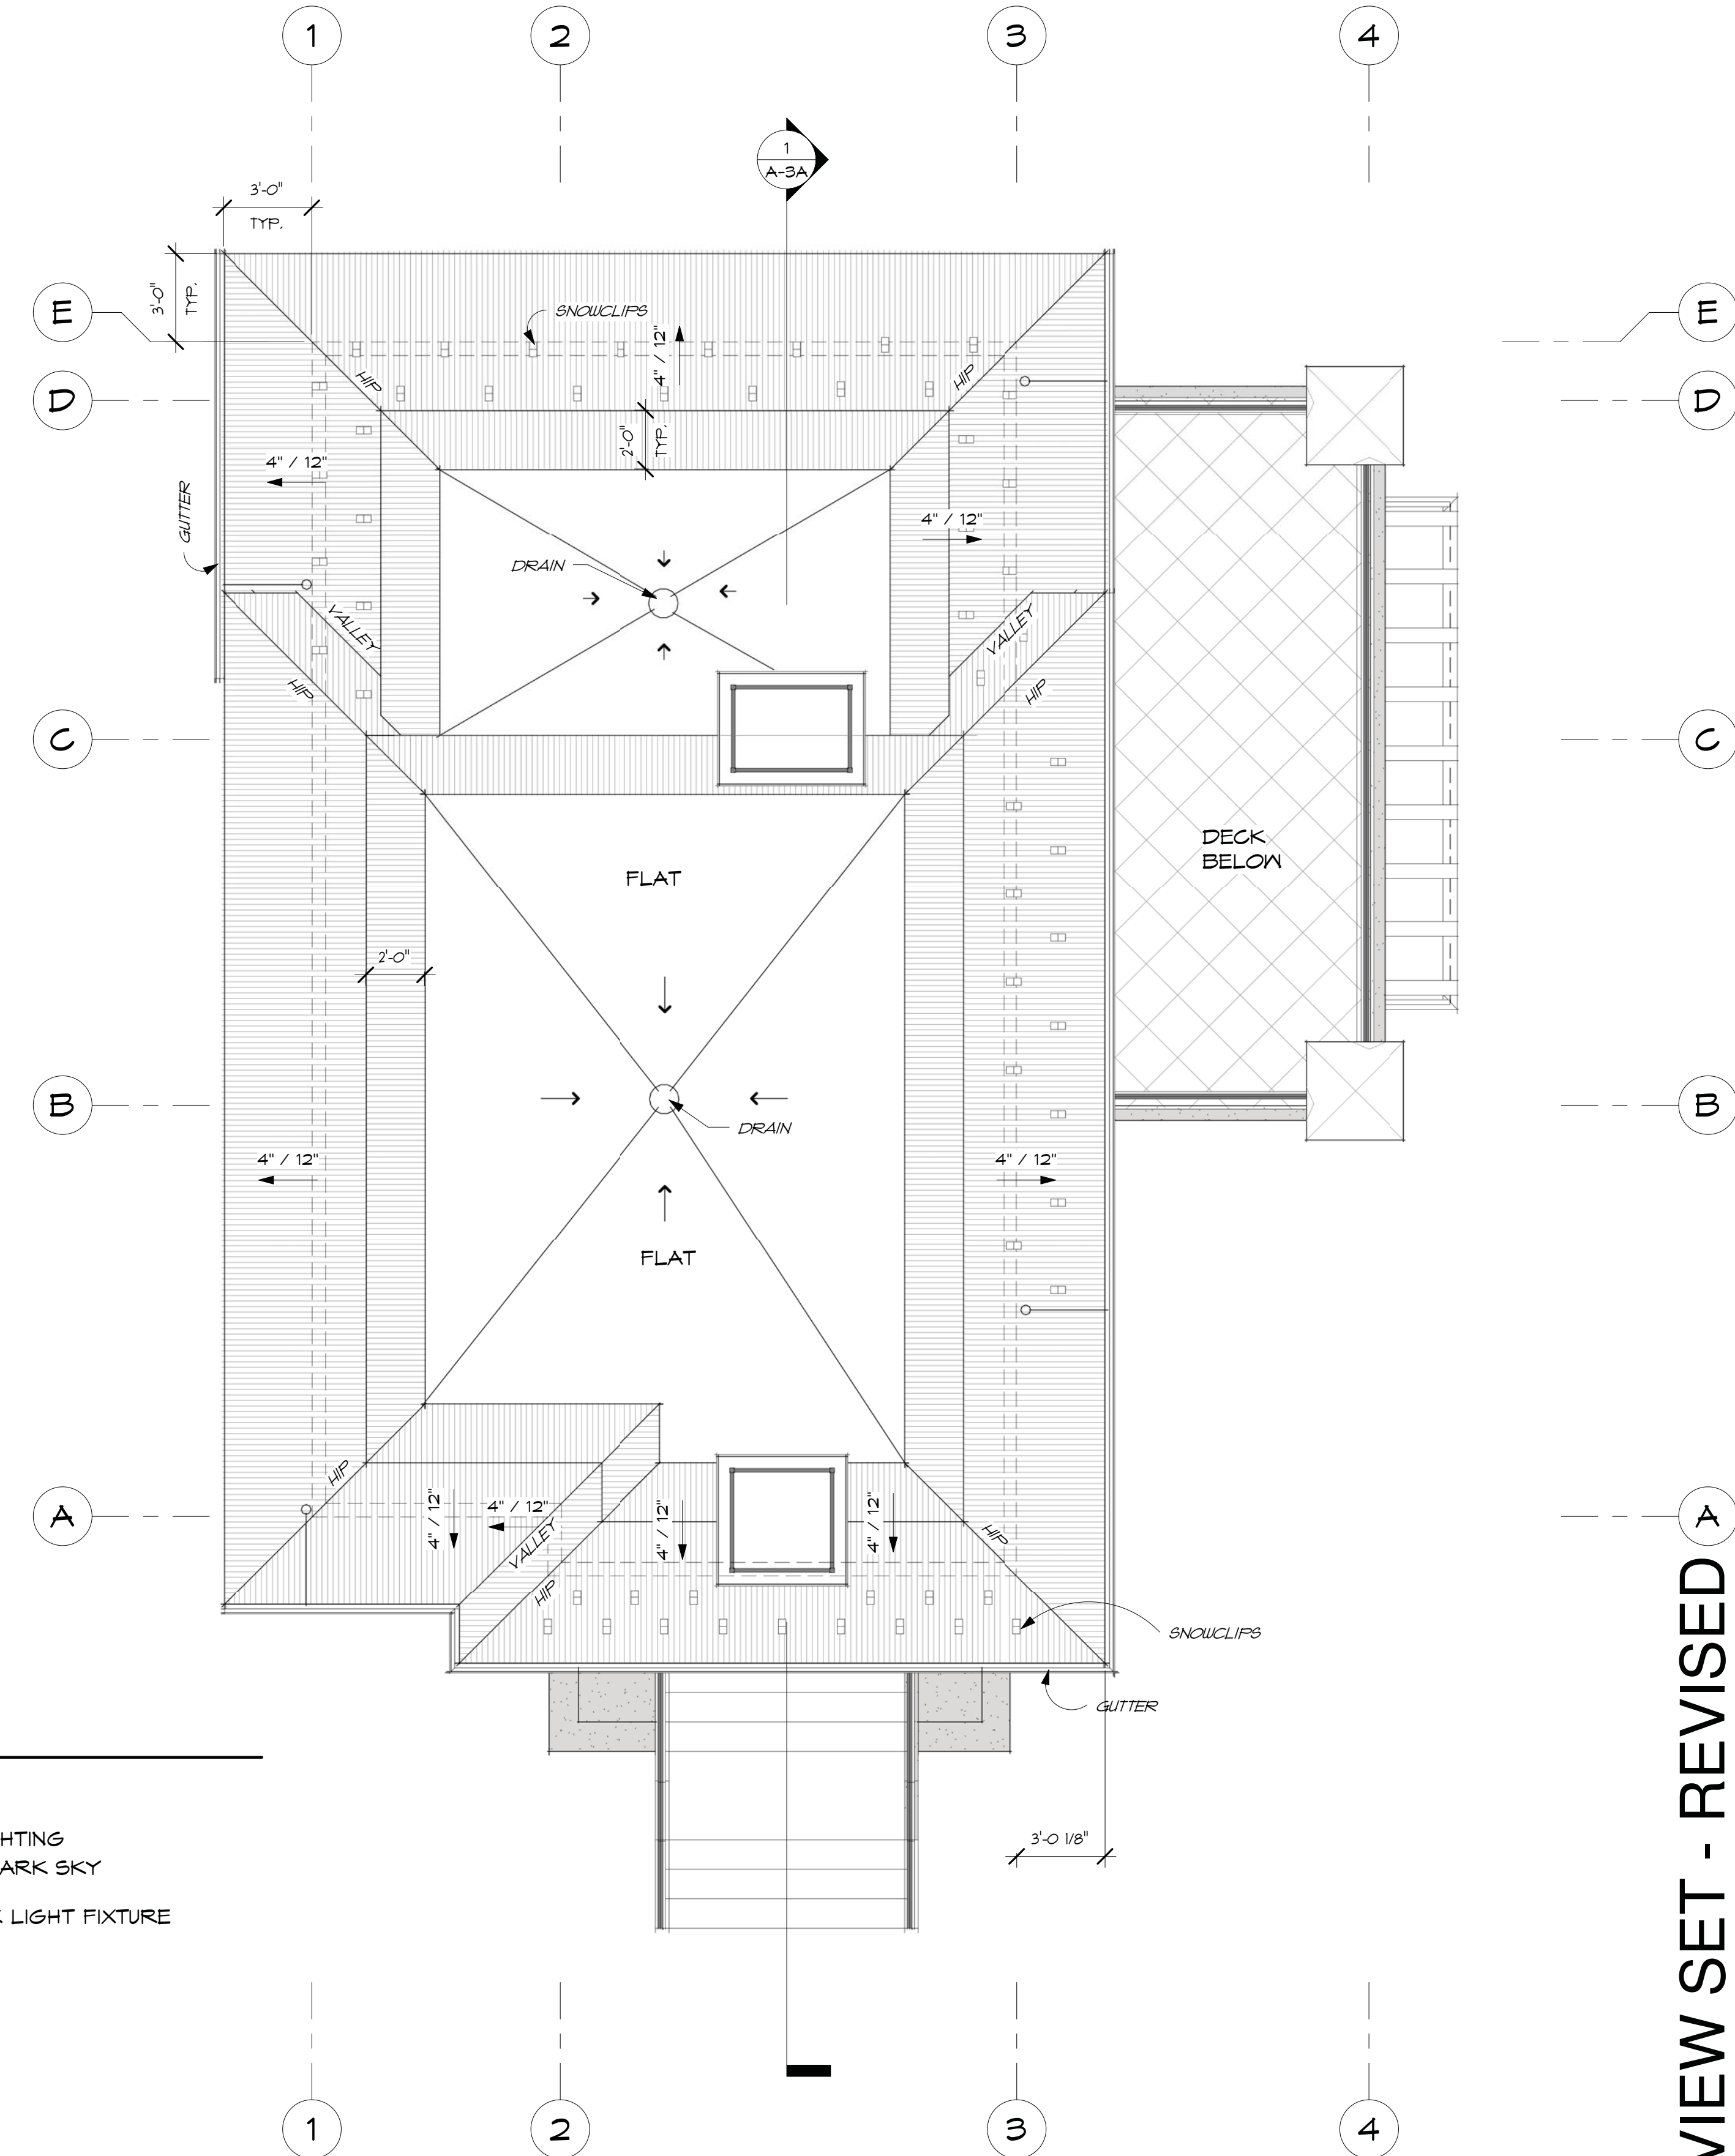 1
2
3
4
1
A-3A
3'-0"
TYP.
3'-0"
TYP.
E
E
SNOWCLIPS
4" / 12"
HIP
HIP
D
D
2'-0"
TYP.
4" / 12"
GUTTER
4" / 12"
DRAIN
VALLEY
VALLEY
HIP
HIP
C
C
DECK
BELOW
FLAT
2'-0"
B
B
DRAIN
4" / 12"
4" / 12"
FLAT
HIP
A
A
4" / 12"
4" / 12"
4" / 12"
4" / 12"
VALLEY
HIP
HIP
SNOWCLIPS
GUTTER
3'-0 1/8"
HTING
ARK SKY
LIGHT FIXTURE
1
2
3
4
VIEW SET - REVISED